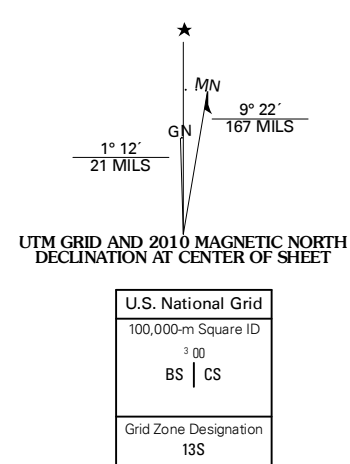 ★
MN
9° 22´
167 MILS
GN
1° 12´
21 MILS
UTM GRID AND 2010 MAGNETIC NORTH
DECLINATION AT CENTER OF SHEET
U.S. National Grid
100,000-m Square ID
³ 00
BS CS
Grid Zone Designation
13S